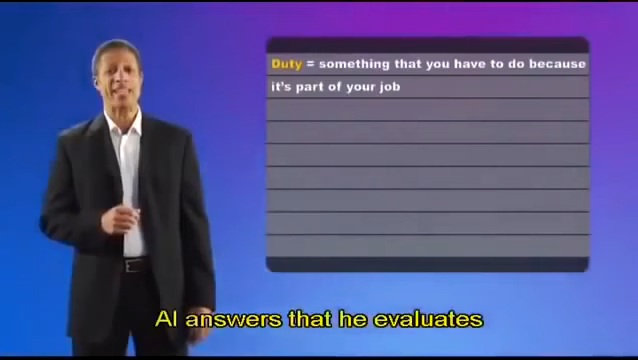 Duty = something that you have to do because
it's part of your job
Al answers that he evaluates